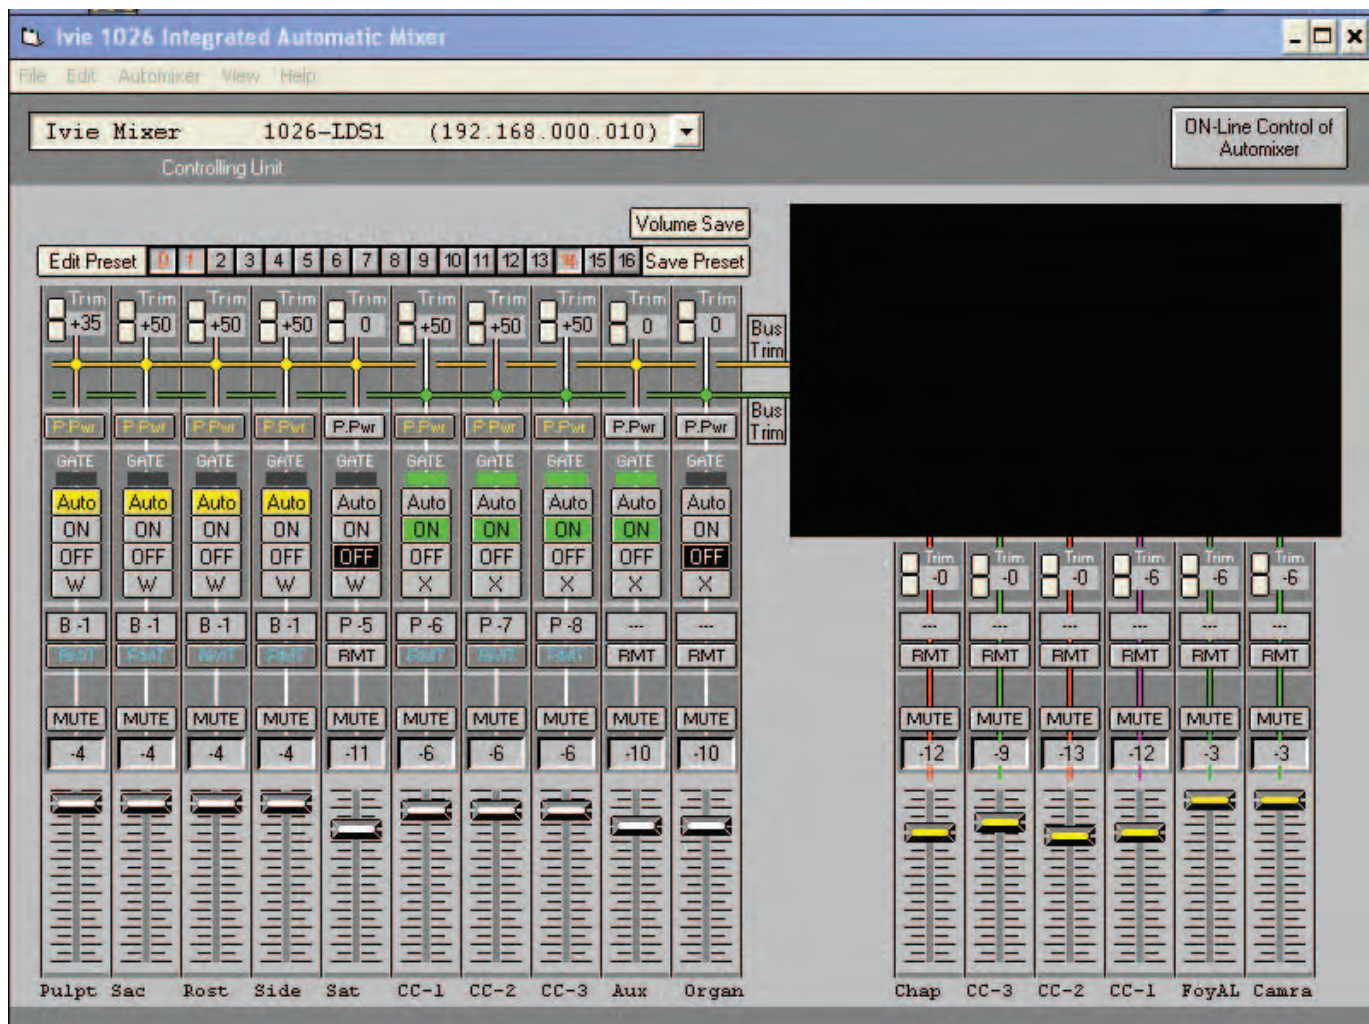 Ivie 1026 Integrated Automatic Mixer
File Edit Automixer View Help
Ivie Mixer 1026-LDS1 (192.168.000.010)
ON-Line Control of
Automixer
Controlling Unit
Volume Save
Edit Preset 0 1 2 3 4 5 6 7 8 9 10 11 12 13 14 15 16 Save Preset
Trim Trim Trim Trim Trim Trim Trim Trim Trim Trim
+35 +50 +50 +50 0 +50 +50 +50 0 0
Bus
Trim
Bus
Trim
P.Pwr P.Pwr P.Pwr P.Pwr P.Pwr P.Pwr P.Pwr P.Pwr P.Pwr P.Pwr
GATE GATE GATE GATE GATE GATE GATE GATE GATE GATE
Auto Auto Auto Auto Auto Auto Auto Auto Auto Auto
ON ON ON ON ON ON ON ON ON ON
OFF OFF OFF OFF OFF OFF OFF OFF OFF OFF
W W W W W X X X X X
Trim Trim Trim Trim Trim Trim
-0 -0 -0 -6 -6 -6
B-1 B-1 B-1 B-1 P-5 P-6 P-7 P-8 --- --- --- --- --- --- --- ---
RMT RMT RMT RMT RMT RMT RMT RMT RMT RMT RMT RMT RMT RMT RMT RMT
MUTE MUTE MUTE MUTE MUTE MUTE MUTE MUTE MUTE MUTE MUTE MUTE MUTE MUTE MUTE MUTE
-4 -4 -4 -4 -11 -6 -6 -6 -10 -10 -12 -9 -13 -12 -3 -3
Pulpt Sac Rost Side Sat CC-1 CC-2 CC-3 Aux Organ Chap CC-3 CC-2 CC-1 FoyAL Camra